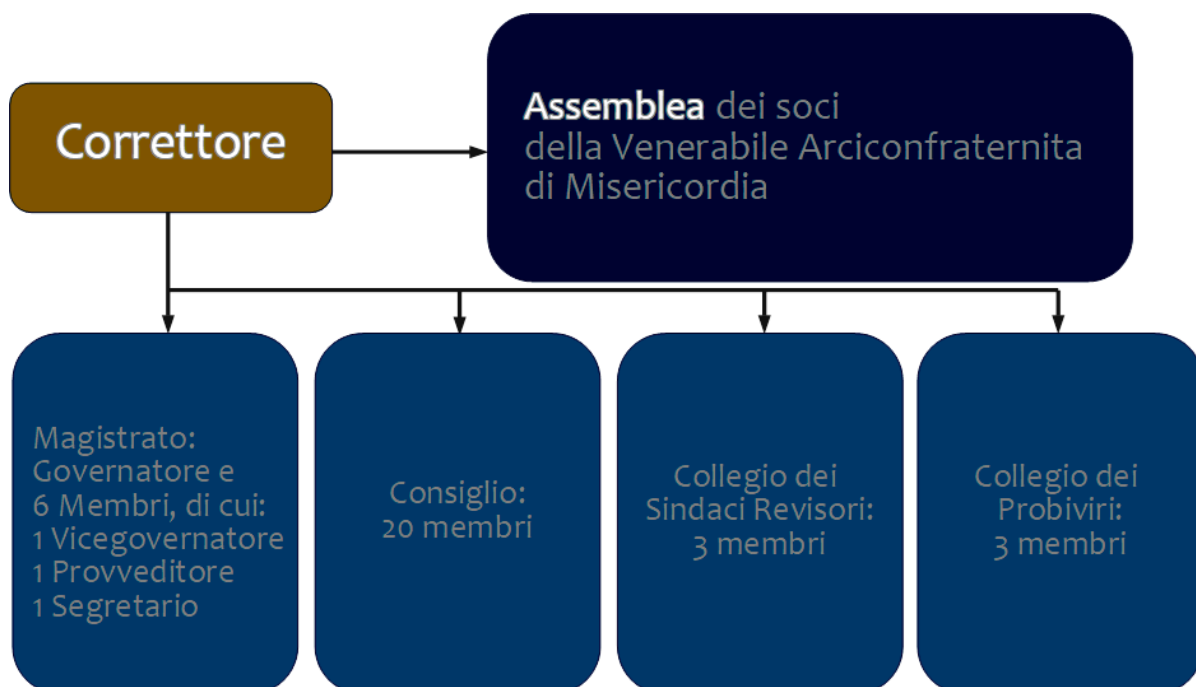 Correttore
Assemblea dei soci
della Venerabile Arciconfraternita
di Misericordia
Magistrato:
Governatore e
6 Membri, di cui:
1 Vicegovernatore
1 Provveditore
1 Segretario
Consiglio:
20 membri
Collegio dei
Sindaci Revisori:
3 membri
Collegio dei
Probiviri:
3 membri